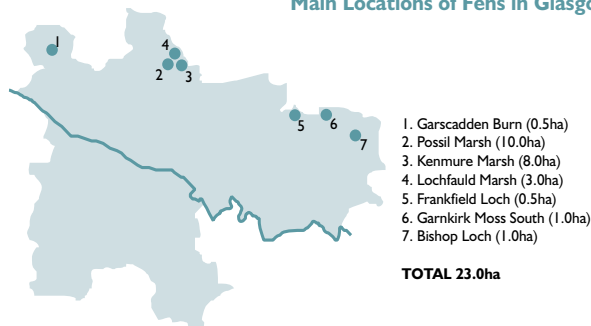 Main Locations of Fens in Glasgo
1
4
2
3
5
6
7
1. Garscadden Burn (0.5ha)
2. Possil Marsh (10.0ha)
3. Kenmure Marsh (8.0ha)
4. Lochfauld Marsh (3.0ha)
5. Frankfield Loch (0.5ha)
6. Garnkirk Moss South (1.0ha)
7. Bishop Loch (1.0ha)
TOTAL 23.0ha